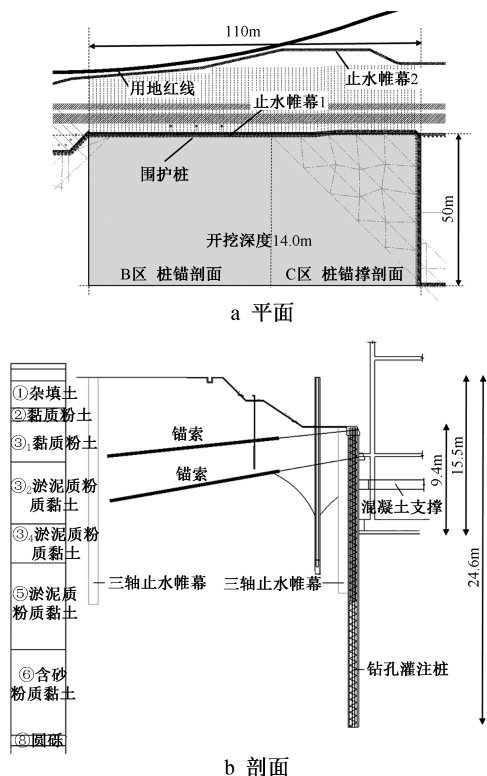 110m
用地红线
止水帷幕2
止水帷幕1
围护桩
50m
开挖深度14.0m
B区 桩锚剖面
C区 桩锚撑剖面
a 平面
①杂填土
②黏质粉土
③₁黏质粉土
③₂淤泥质粉
质黏土
③₄淤泥质粉
质黏土
⑤淤泥质
粉质黏土
⑥含砂
粉质黏土
⑧圆砾
锚索
锚索
三轴止水帷幕
三轴止水帷幕
混凝土支撑
钻孔灌注桩
9.4m
15.5m
24.6m
b 剖面